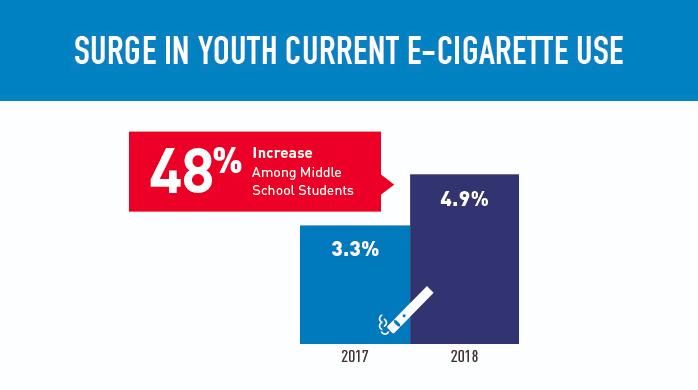 SURGE IN YOUTH CURRENT E-CIGARETTE USE
48% Increase
Among Middle
School Students
4.9%
3.3%
2017 2018